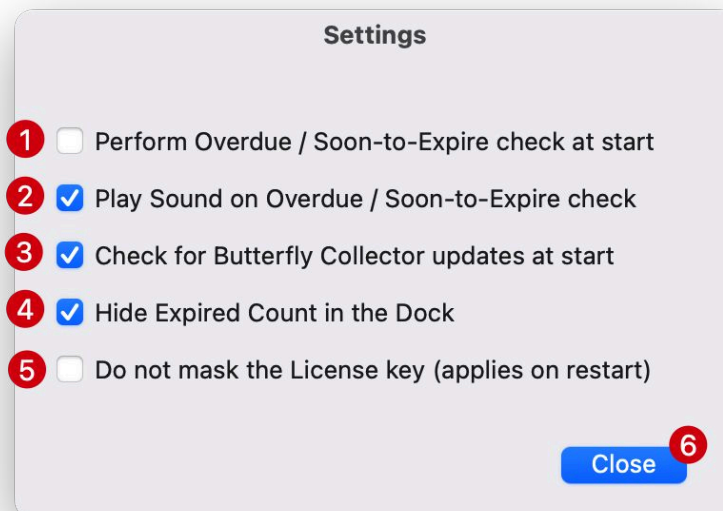 Settings
1 Perform Overdue / Soon-to-Expire check at start
2 Play Sound on Overdue / Soon-to-Expire check
3 Check for Butterfly Collector updates at start
4 Hide Expired Count in the Dock
5 Do not mask the License key (applies on restart)
6
Close